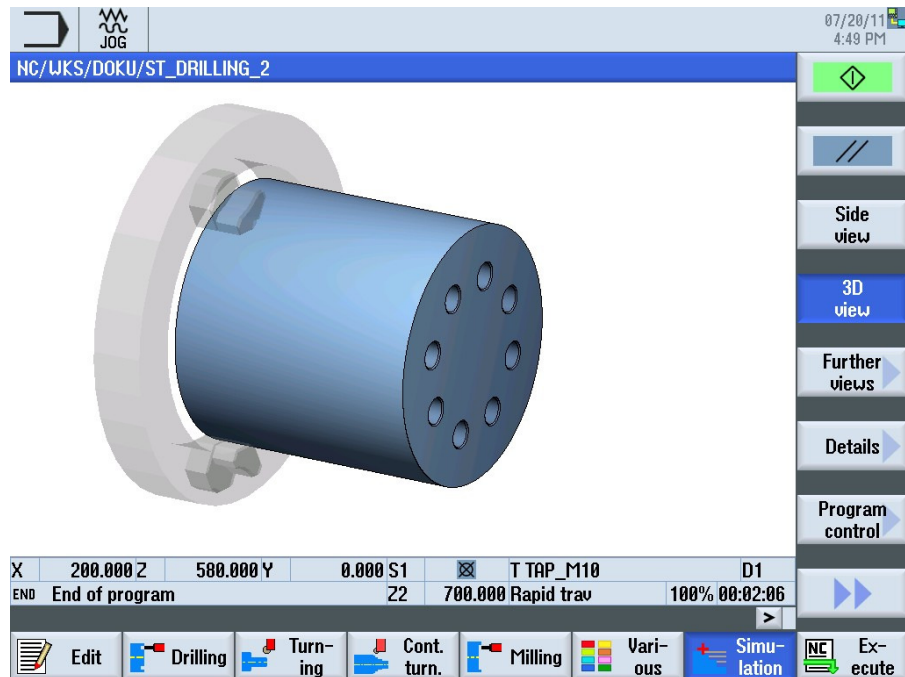 JOG
07/20/11
4:49 PM
NC/WKS/DOKU/ST_DRILLING_2
Side
view
3D
view
Further
views
Details
Program
control
X 200.000 Z 580.000 Y 0.000 S1 T TAP_M10 D1
END End of program Z2 700.000 Rapid trav 100% 00:02:06
>
Edit
Drilling
Turn-
ing
Cont.
turn.
Milling
Vari-
ous
Simu-
lation
NC
Ex-
ecute